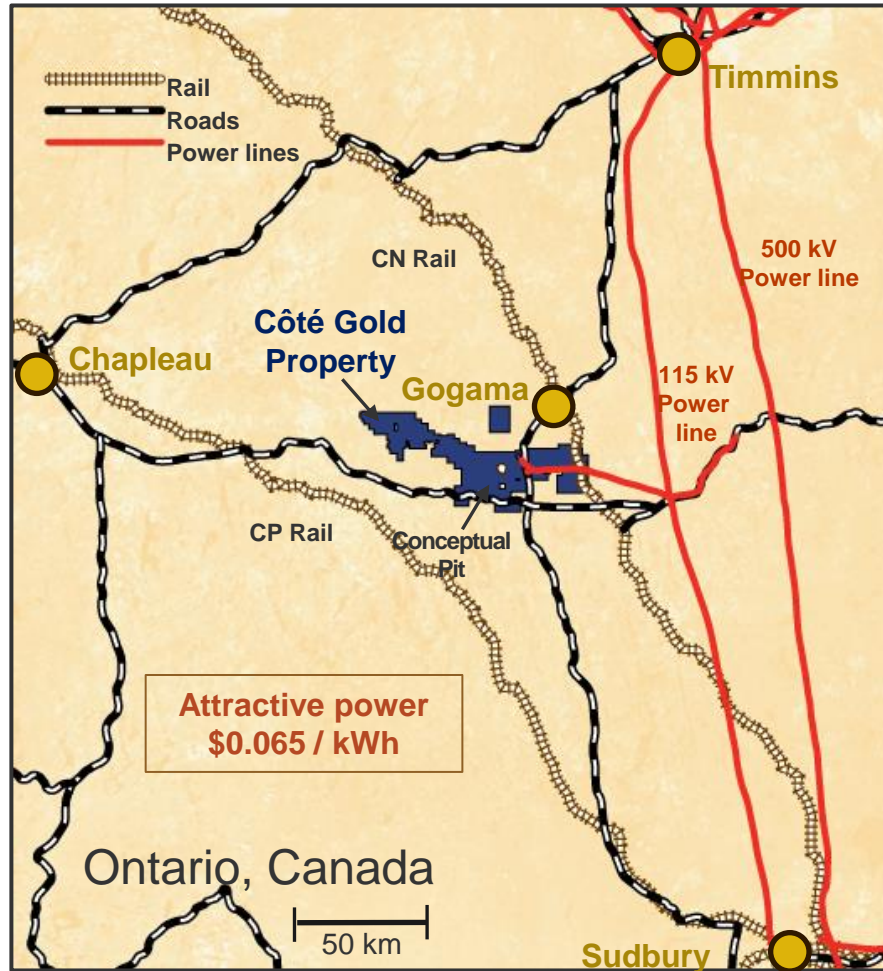 Timmins
Rail
Roads
Power lines
CN Rail
500 kV
Power line
Côté Gold
Property
Chapleau
Gogama
115 kV
Power
line
CP Rail
Conceptual
Pit
Attractive power
$0.065 / kWh
Ontario, Canada
50 km
Sudbury